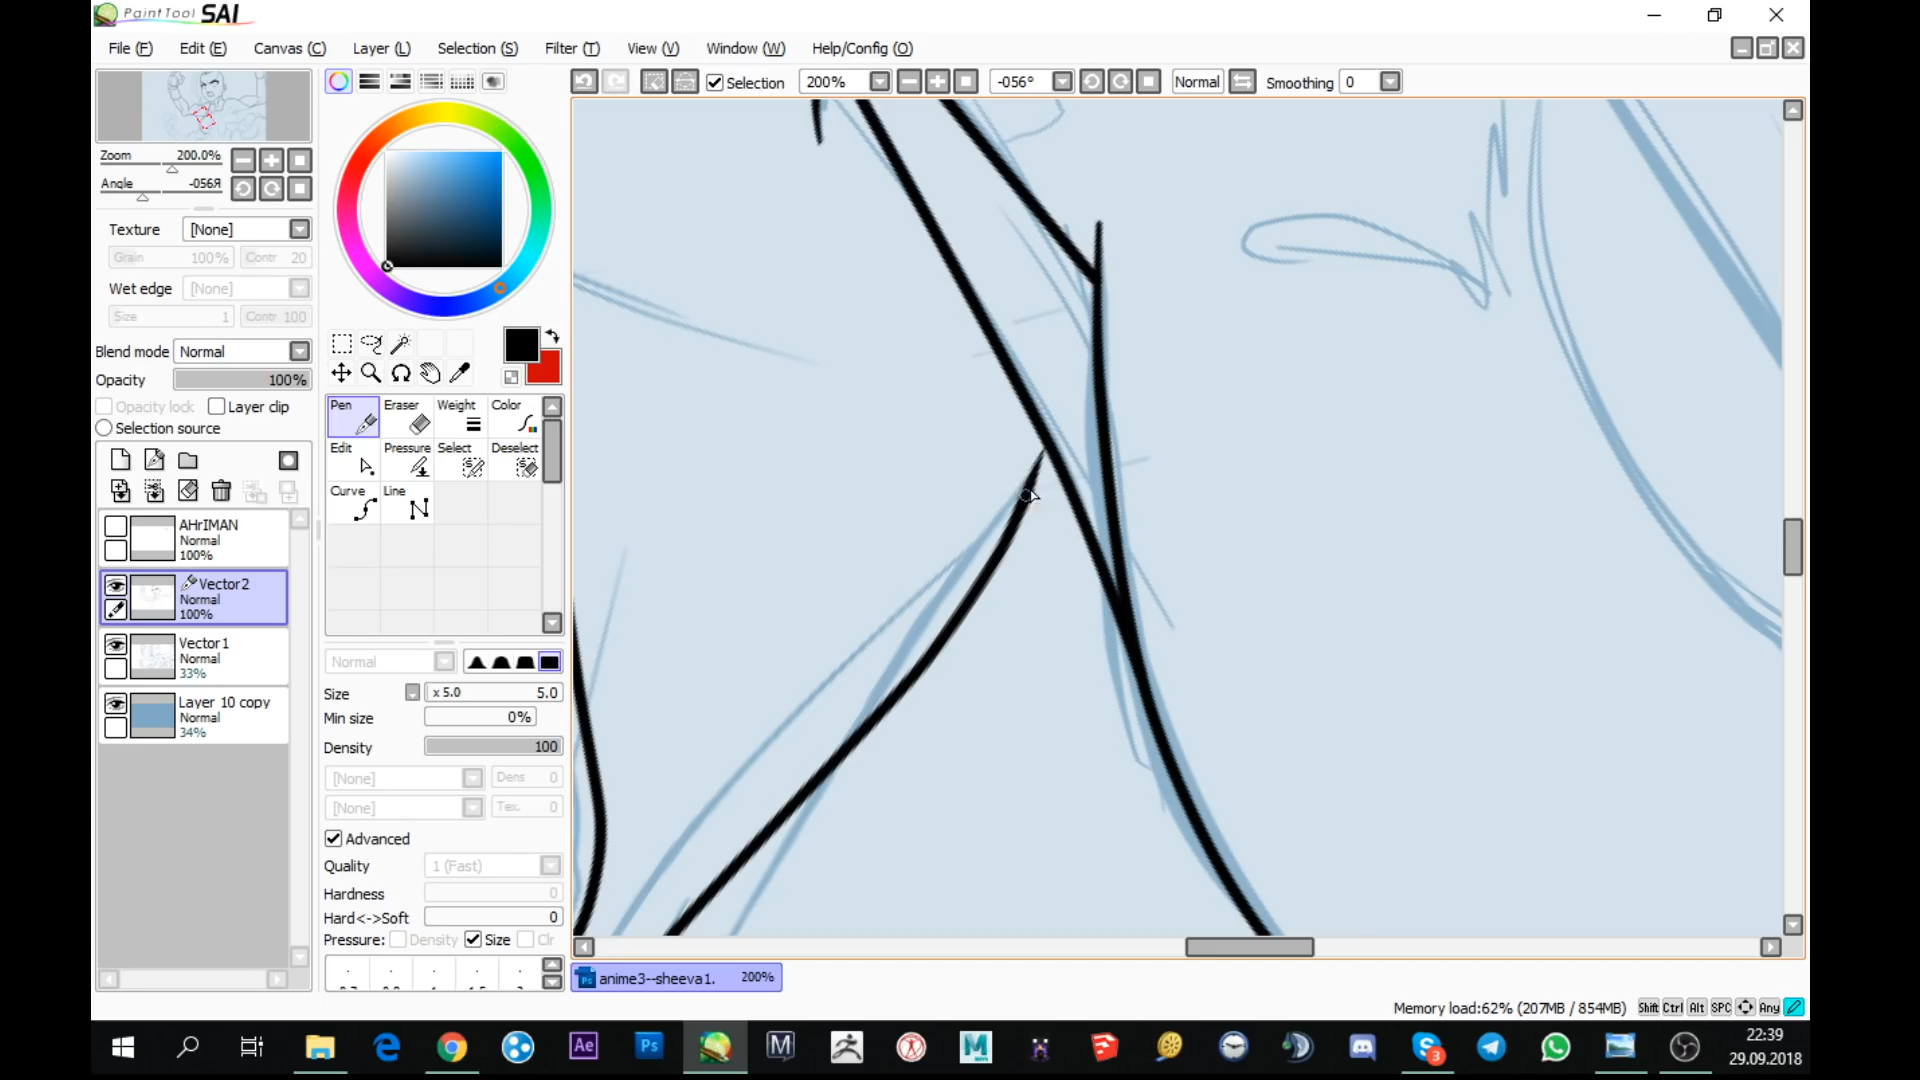 PaintTool SAI
File (F) Edit (E) Canvas (C) Layer (L) Selection (S) Filter (T) View (V) Window (W) Help/Config (O)
Selection 200% -056° Normal Smoothing 0
Zoom 200.0%
Angle -056Я
Texture [None]
Grain 100% Contr 20
Wet edge [None]
Size 1 Contr 100
Blend mode Normal
Opacity 100%
Opacity lock Layer clip
Selection source
AHrIMAN
Normal
100%
Vector2
Normal
100%
Vector1
Normal
33%
Layer 10 copy
Normal
34%
Pen Eraser Weight Color
Edit Pressure Select Deselect
Curve Line
Normal
Size x 5.0 5.0
Min size 0%
Density 100
[None] Dens 0
[None] Tex. 0
Advanced
Quality 1 (Fast)
Hardness 0
Hard<->Soft 0
Pressure: Density Size Clr
anime3--sheeva1. 200%
Memory load:62% (207MB / 854MB) Shift Ctrl Alt SPC Any
Ae Ps M M 3
22:39
29.09.2018